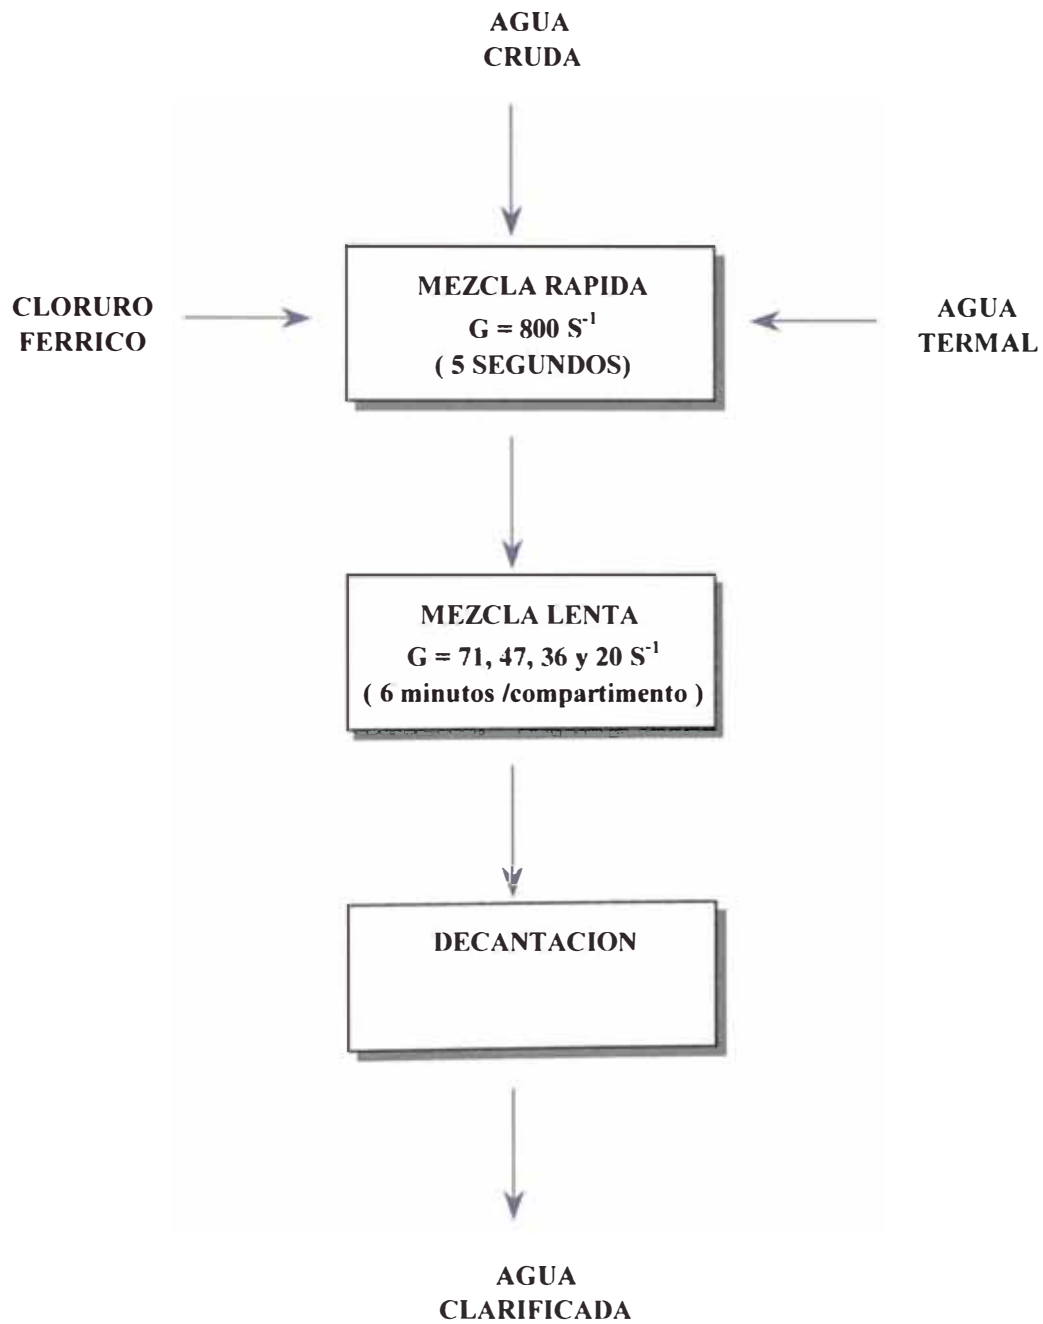 AGUA
CRUDA
CLORURO
FERRICO
MEZCLA RAPIDA
G = 800 S⁻¹
( 5 SEGUNDOS)
AGUA
TERMAL
MEZCLA LENTA
G = 71, 47, 36 y 20 S⁻¹
( 6 minutos /compartimento )
DECANTACION
AGUA
CLARIFICADA